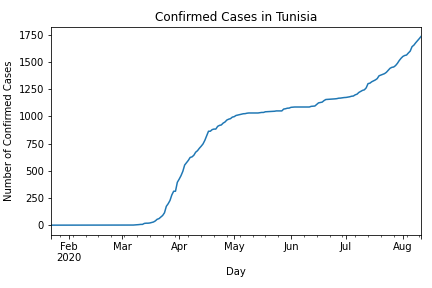 Confirmed Cases in Tunisia
Number of Confirmed Cases
1750
1500
1250
1000
750
500
250
0
Feb Mar Apr May Jun Jul Aug
2020
Day